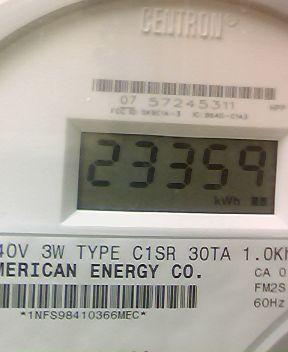 CENTRON
07 57245311
23359
kWh
40V 3W TYPE C1SR 30TA 1.0Kh
MERICAN ENERGY CO.
CA 0
FM2S
60Hz
*1NFS98410366MEC*